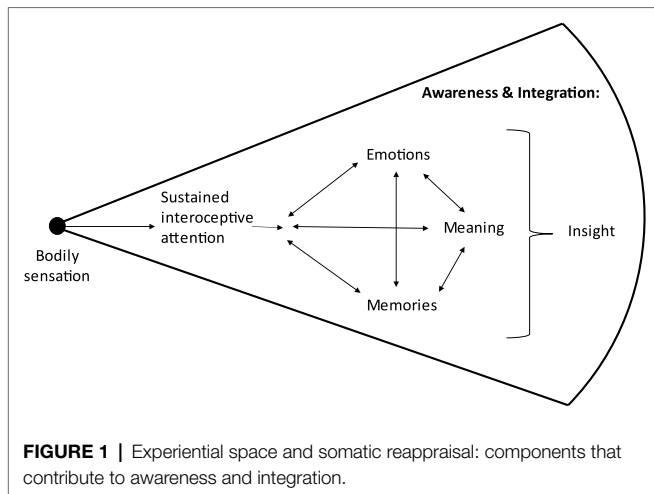 Awareness & Integration:
Emotions
Sustained
interoceptive
attention
Meaning
Insight
Bodily
sensation
Memories
FIGURE 1 | Experiential space and somatic reappraisal: components that
contribute to awareness and integration.